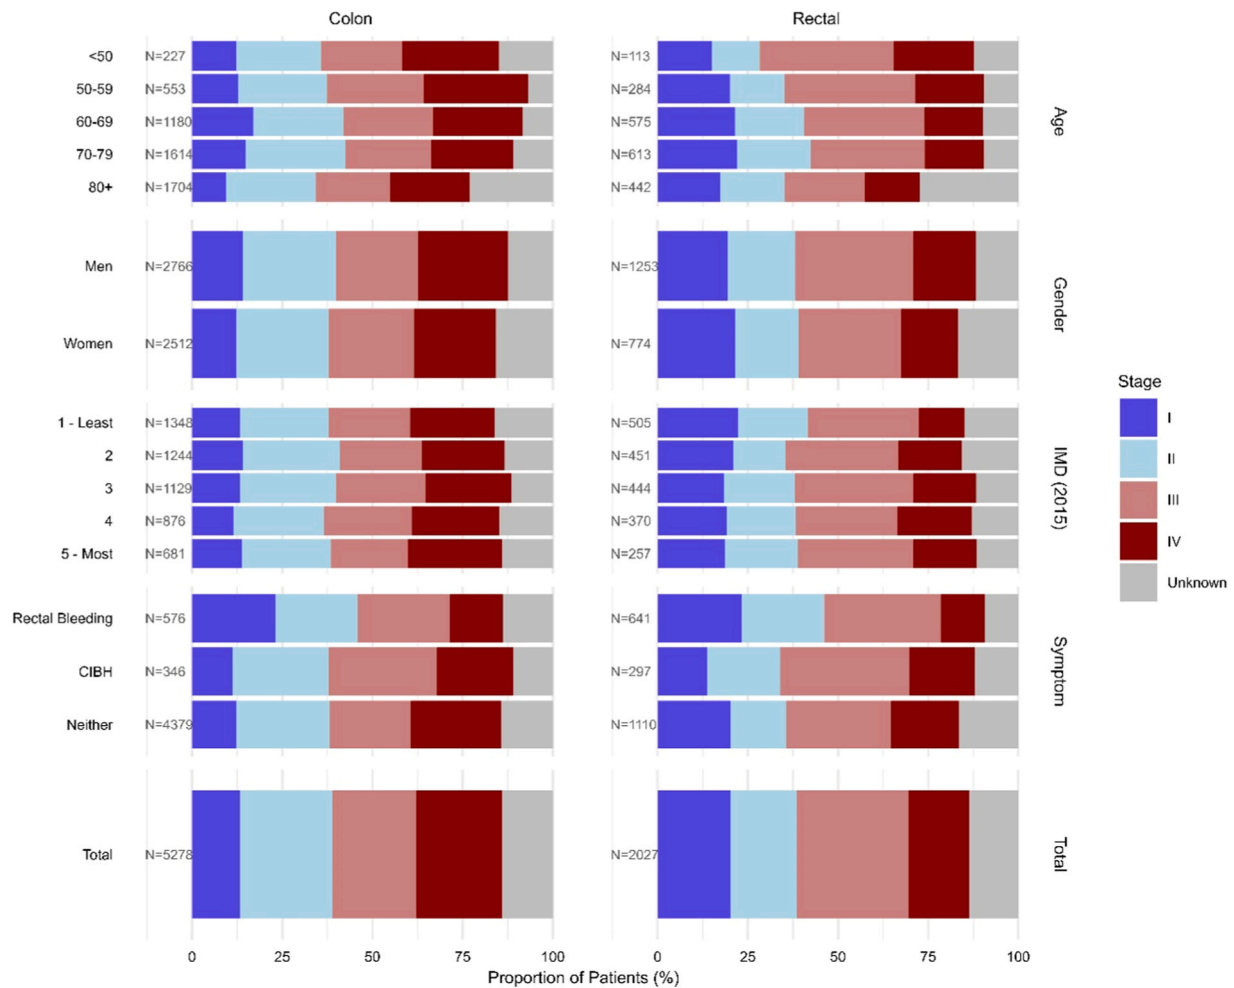 Colon Rectal
<50 N=227 N=113
50-59 N=553 N=284
60-69 N=1180 N=575
70-79 N=1614 N=613
80+ N=1704 N=442
Age
Men N=2766 N=1253
Women N=2512 N=774
Gender
1 - Least N=1348 N=505
2 N=1244 N=451
3 N=1129 N=444
4 N=876 N=370
5 - Most N=681 N=257
IMD (2015)
Rectal Bleeding N=576 N=641
CIBH N=346 N=297
Neither N=4379 N=1110
Symptom
Total N=5278 N=2027
Total
0 25 50 75 100 0 25 50 75 100
Proportion of Patients (%)
Stage
I
II
III
IV
Unknown